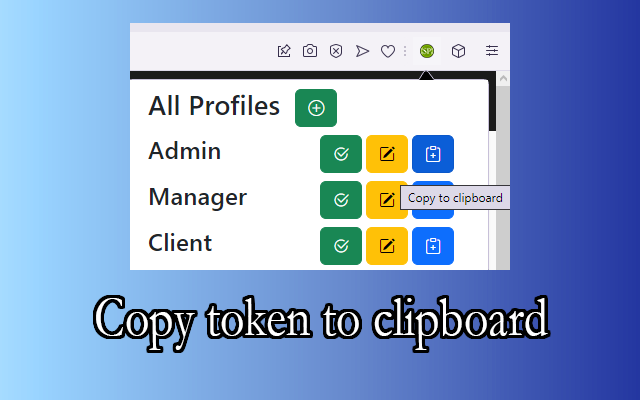 All Profiles
Admin
Manager
Copy to clipboard
Client
Copy token to clipboard